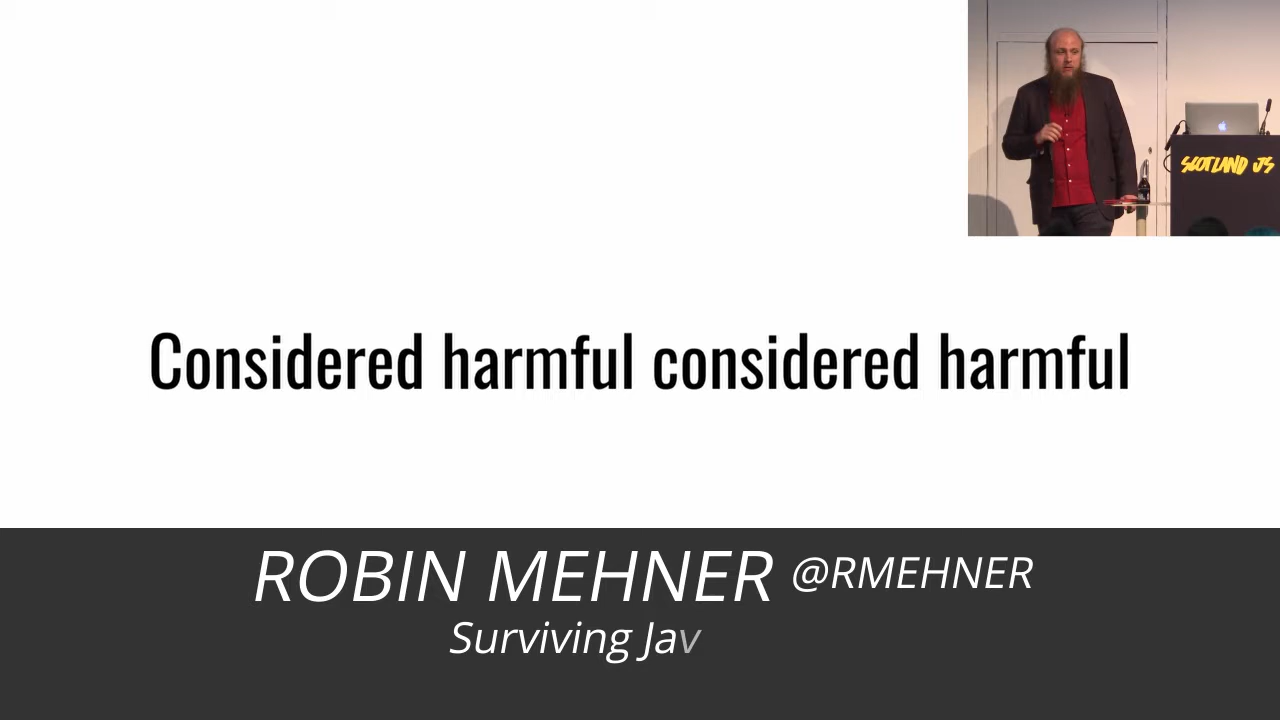 SCOTLAND JS
Considered harmful considered harmful
ROBIN MEHNER @RMEHNER
Surviving Jav